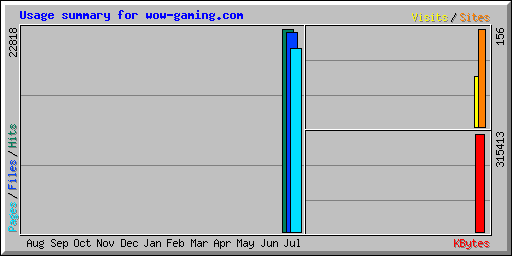 Usage summary for wow-gaming.com
Visits/Sites
22818
156
315413
Pages/Files/Hits
Aug Sep Oct Nov Dec Jan Feb Mar Apr May Jun Jul
KBytes